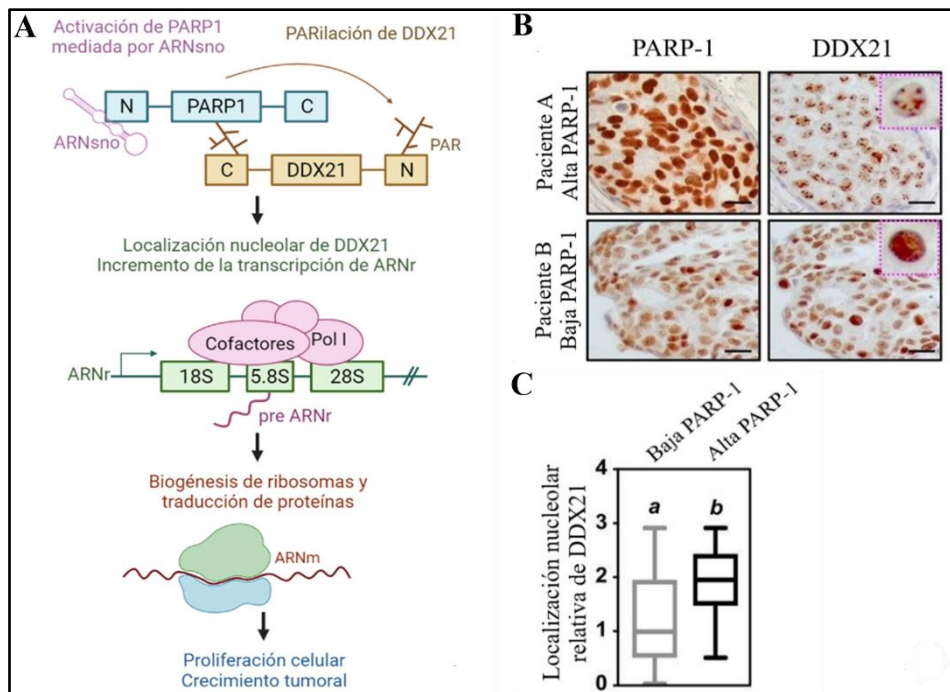 A
Activación de PARP1
mediada por ARNsno
PARilación de DDX21
N
PARP1
C
ARNsno
PAR
C
DDX21
N
Localización nucleolar de DDX21
Incremento de la transcripción de ARNr
Cofactores
Pol I
ARNr
18S
5.8S
28S
pre ARNr
Biogénesis de ribosomas y
traducción de proteínas
ARNm
Proliferación celular
Crecimiento tumoral
B
PARP-1
DDX21
Paciente A
Alta PARP-1
Paciente B
Baja PARP-1
C
Baja PARP-1
Alta PARP-1
Localización nucleolar
relativa de DDX21
4
3
2
1
0
a
b